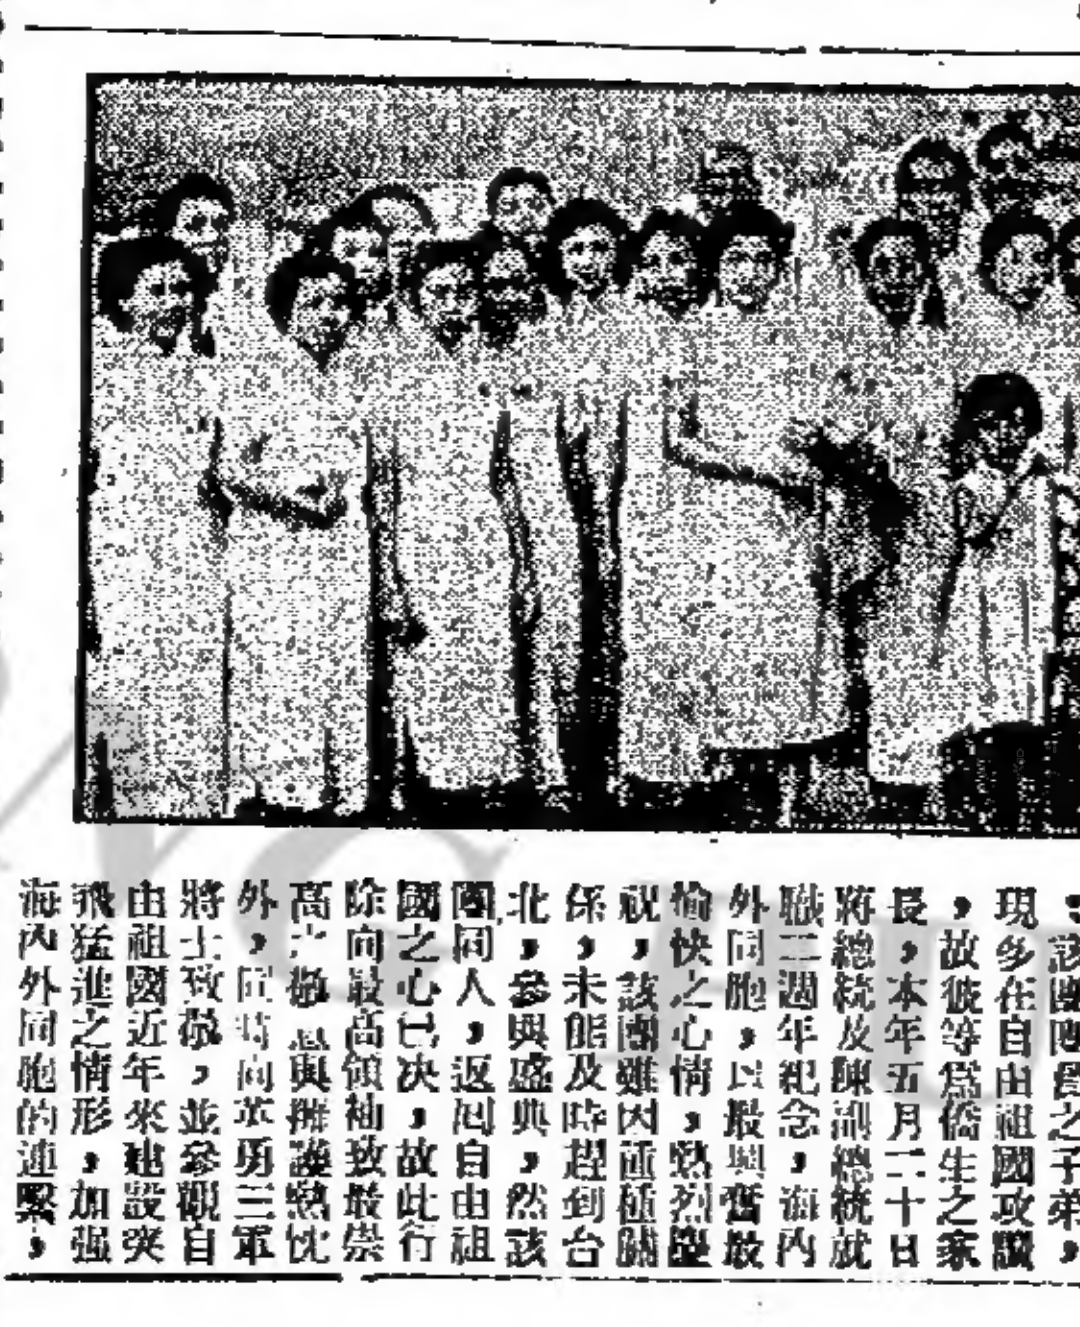 ，該團團員之子弟，
現多在自由祖國攻讀
，故彼等為僑生之家
長，本年五月二十日
蔣總統及陳副總統就
職二週年紀念，海內
外同胞，以最興奮最
愉快之心情，熱烈慶
祝，該團雖因種種關
係，未能及時趕到台
北，參與盛典，然該
團同人，返回自由祖
國之心已決，故此行
除向最高領袖致最崇
高之敬意與擁護熱忱
外，同時向英勇三軍
將士致敬，並參觀自
由祖國近年來建設突
飛猛進之情形，加强
海內外同胞的連繫，